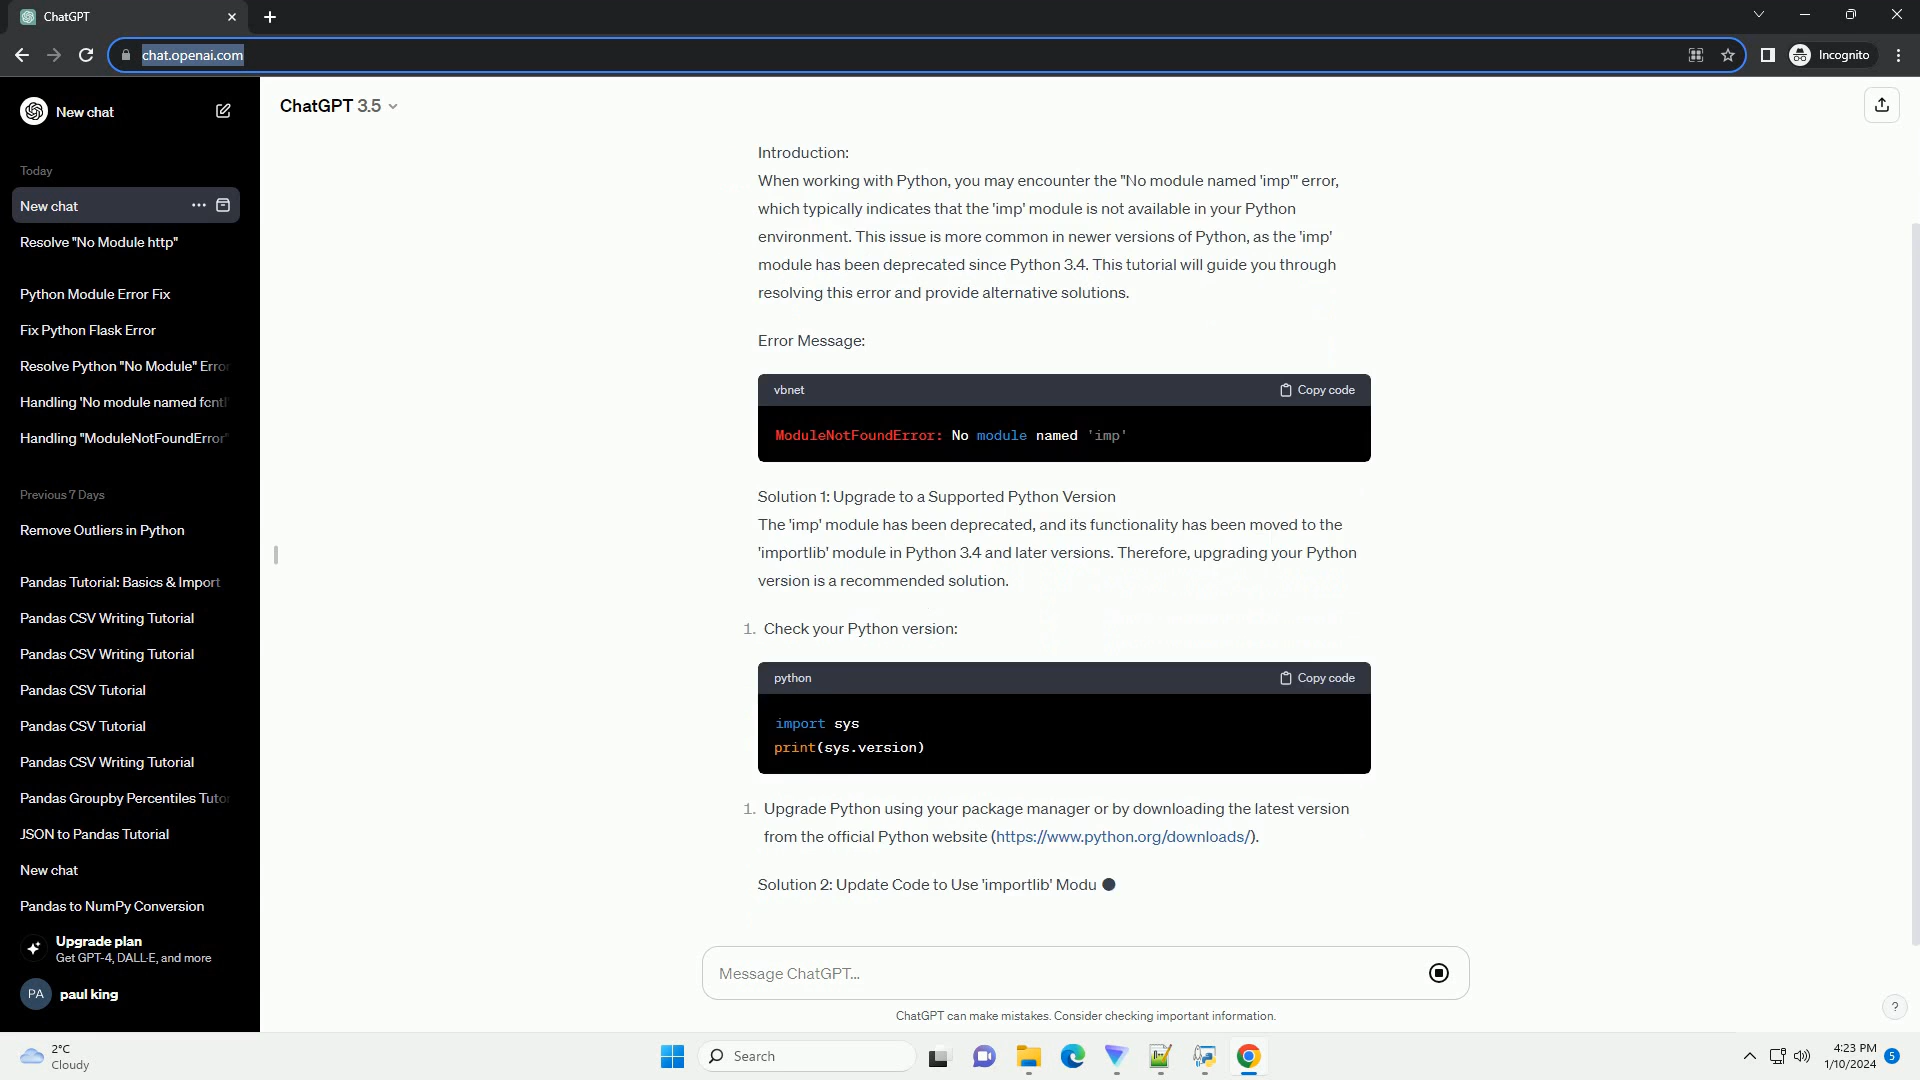 ChatGPT
chat.openai.com
Incognito
New chat
Today
New chat
Resolve "No Module http"
Python Module Error Fix
Fix Python Flask Error
Resolve Python "No Module" Error
Handling 'No module named fcntl'
Handling "ModuleNotFoundError"
Previous 7 Days
Remove Outliers in Python
Pandas Tutorial: Basics & Import
Pandas CSV Writing Tutorial
Pandas CSV Writing Tutorial
Pandas CSV Tutorial
Pandas CSV Tutorial
Pandas CSV Writing Tutorial
Pandas Groupby Percentiles Tuto
JSON to Pandas Tutorial
New chat
Pandas to NumPy Conversion
Upgrade plan
Get GPT-4, DALL·E, and more
PA paul king
ChatGPT 3.5
Introduction:
When working with Python, you may encounter the "No module named 'imp'" error,
which typically indicates that the 'imp' module is not available in your Python
environment. This issue is more common in newer versions of Python, as the 'imp'
module has been deprecated since Python 3.4. This tutorial will guide you through
resolving this error and provide alternative solutions.
Error Message:
vbnet Copy code
ModuleNotFoundError: No module named 'imp'
Solution 1: Upgrade to a Supported Python Version
The 'imp' module has been deprecated, and its functionality has been moved to the
'importlib' module in Python 3.4 and later versions. Therefore, upgrading your Python
version is a recommended solution.
1. Check your Python version:
python Copy code
import sys
print(sys.version)
1. Upgrade Python using your package manager or by downloading the latest version
from the official Python website (https://www.python.org/downloads/).
Solution 2: Update Code to Use 'importlib' Modu
Message ChatGPT...
ChatGPT can make mistakes. Consider checking important information.
?
2°C
Cloudy
Search
4:23 PM
1/10/2024
5